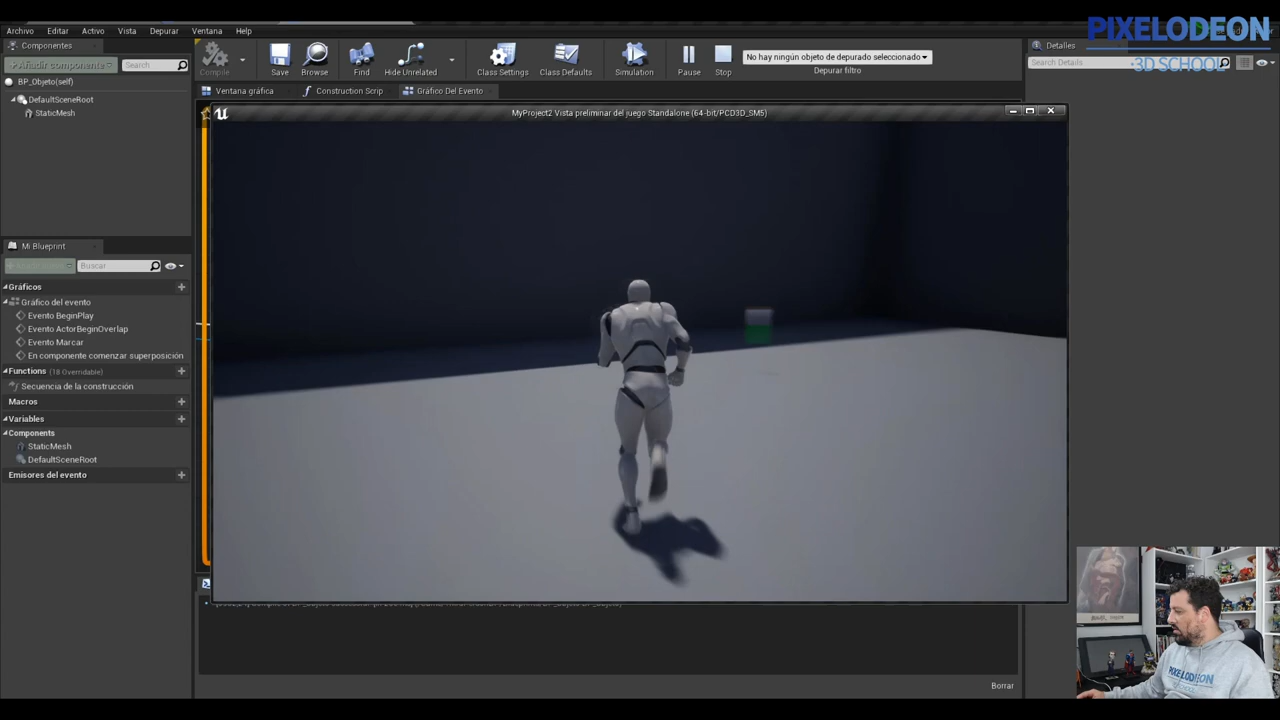 PIXELODEON
·3D SCHOOL·
Archivo Editar Activo Vista Depurar Ventana Help
Componentes
Detalles
+Añadir componente
Search
Compile
Save
Browse
Find
Hide Unrelated
Class Settings
Class Defaults
Simulation
Pause
Stop
No hay ningún objeto de depurado seleccionado
Depurar filtro
Search Details
BP_Objeto(self)
Ventana gráfica
Construction Scrip
Gráfico Del Evento
DefaultSceneRoot
StaticMesh
MyProject2 Vista preliminar del juego Standalone (64-bit/PCD3D_SM5)
Mi Blueprint
Buscar
Gráficos
Gráfico del evento
Evento BeginPlay
Evento ActorBeginOverlap
Evento Marcar
En componente comenzar superposición
Functions (18 Overridable)
Secuencia de la construcción
Macros
Variables
Components
StaticMesh
DefaultSceneRoot
Emisores del evento
Borrar
PIXELODEON